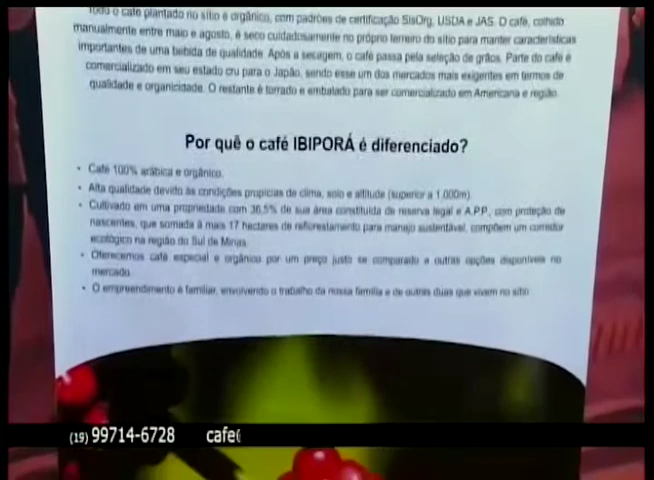 Todo o café plantado no sítio é orgânico, com padrões de certificação SisOrg, USDA e JAS. O café, colhido
manualmente entre maio e agosto, é seco cuidadosamente no próprio terreiro do sítio para manter características
importantes de uma bebida de qualidade. Após a secagem, o café passa pela seleção de grãos. Parte do café é
comercializado em seu estado cru para o Japão, sendo esse um dos mercados mais exigentes em termos de
qualidade e organicidade. O restante é torrado e embalado para ser comercializado em Americana e região.
Por quê o café IBIPORÁ é diferenciado?
• Café 100% arábica e orgânico.
• Alta qualidade devido às condições propícias de clima, solo e altitude (superior a 1.000m)
• Cultivado em uma propriedade com 36,5% de sua área constituída de reserva legal e A.P.P., com proteção de
nascentes, que somada à mais 17 hectares de reflorestamento para manejo sustentável, compõem um corredor
ecológico na região do Sul de Minas.
• Oferecemos café especial e orgânico por um preço justo se comparado a outras opções disponíveis no
mercado.
• O empreendimento é familiar, envolvendo o trabalho da nossa família e de outras duas que vivem no sítio
(19) 99714-6728 cafe